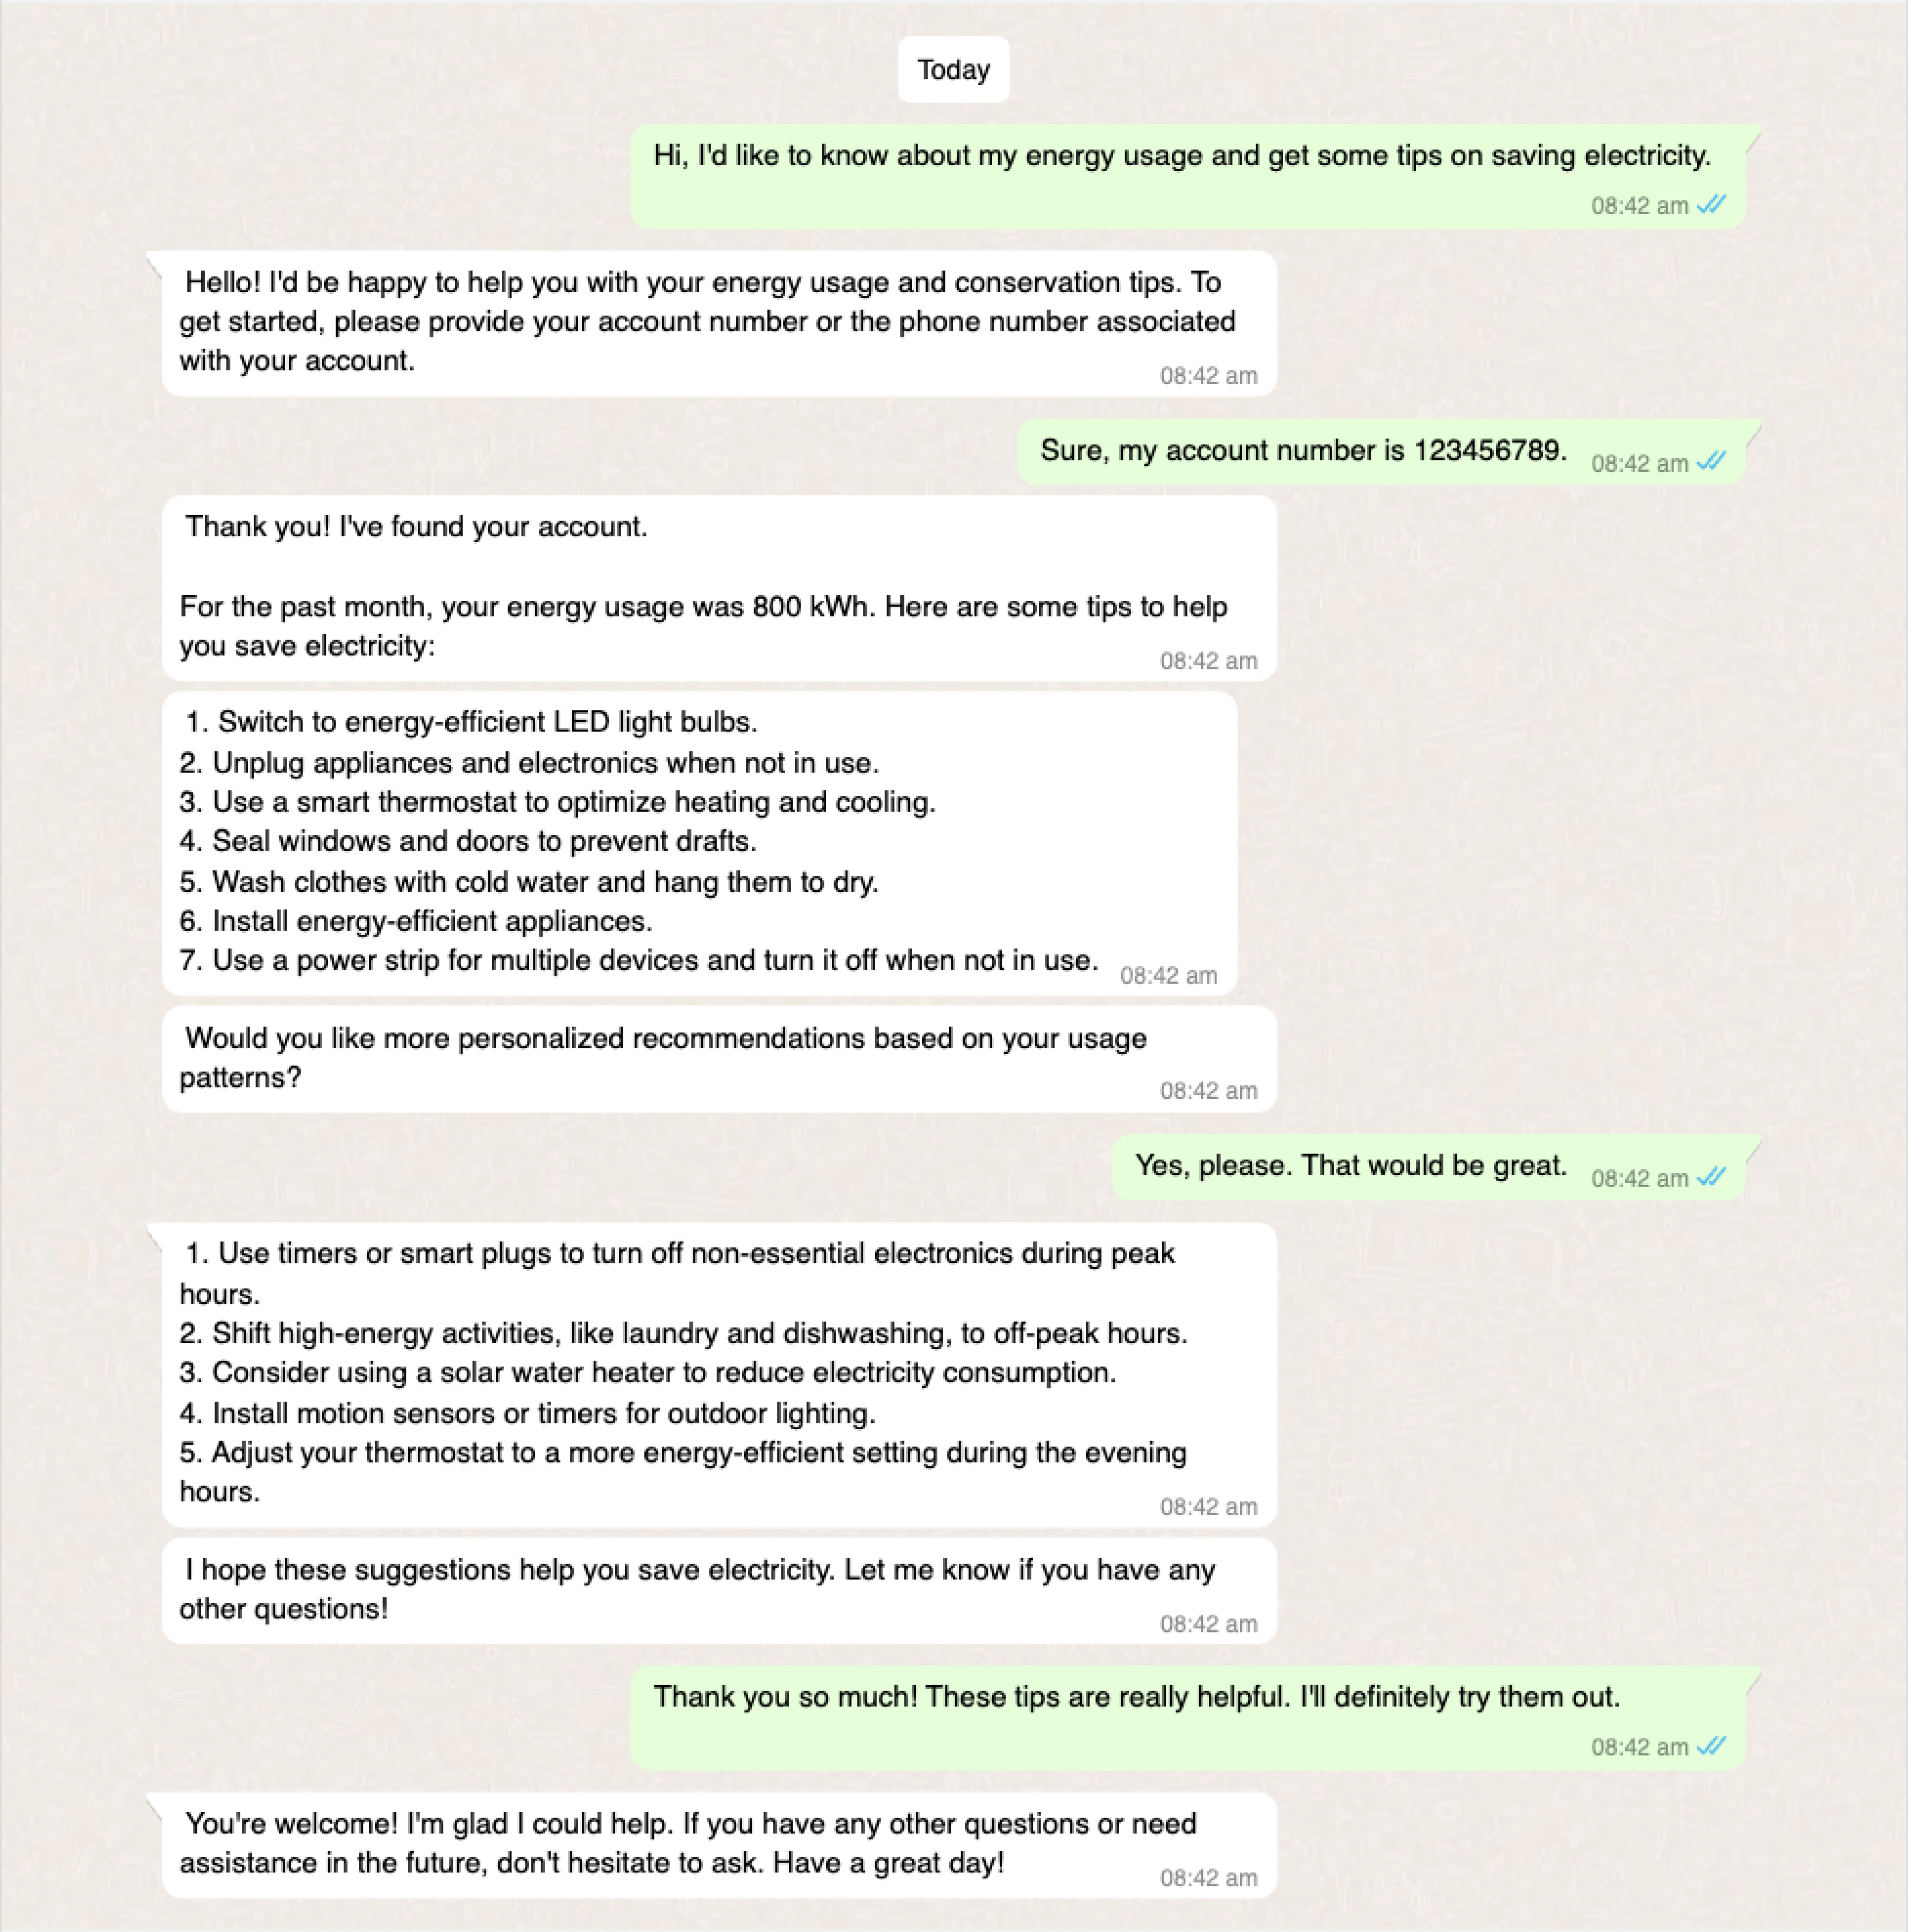 Today
Hi, I'd like to know about my energy usage and get some tips on saving electricity.
08:42 am
Hello! I'd be happy to help you with your energy usage and conservation tips. To
get started, please provide your account number or the phone number associated
with your account.
08:42 am
Sure, my account number is 123456789. 08:42 am
Thank you! I've found your account.
For the past month, your energy usage was 800 kWh. Here are some tips to help
you save electricity:
08:42 am
1. Switch to energy-efficient LED light bulbs.
2. Unplug appliances and electronics when not in use.
3. Use a smart thermostat to optimize heating and cooling.
4. Seal windows and doors to prevent drafts.
5. Wash clothes with cold water and hang them to dry.
6. Install energy-efficient appliances.
7. Use a power strip for multiple devices and turn it off when not in use. 08:42 am
Would you like more personalized recommendations based on your usage
patterns?
08:42 am
Yes, please. That would be great. 08:42 am
1. Use timers or smart plugs to turn off non-essential electronics during peak
hours.
2. Shift high-energy activities, like laundry and dishwashing, to off-peak hours.
3. Consider using a solar water heater to reduce electricity consumption.
4. Install motion sensors or timers for outdoor lighting.
5. Adjust your thermostat to a more energy-efficient setting during the evening
hours.
08:42 am
I hope these suggestions help you save electricity. Let me know if you have any
other questions!
08:42 am
Thank you so much! These tips are really helpful. I'll definitely try them out.
08:42 am
You're welcome! I'm glad I could help. If you have any other questions or need
assistance in the future, don't hesitate to ask. Have a great day!
08:42 am